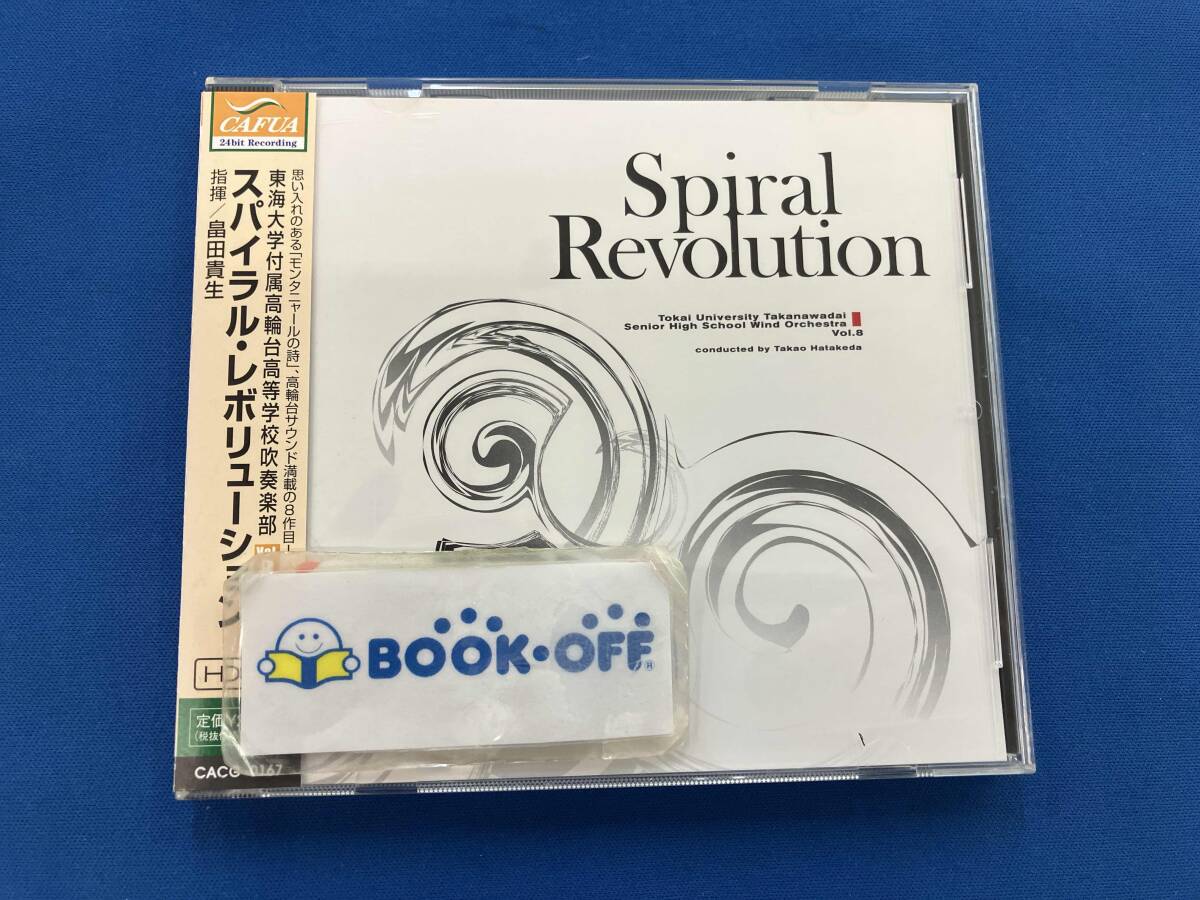 CAFUA
24bit Recording
思い入れのある「モンタニャールの詩」、高輪台サウンド満載の8作目
東海大学付属高輪台高等学校吹奏楽部
スパイラル・レボリューション
指揮／畠田貴生
定価
(税抜
Spiral
Revolution
Tokai University Takanawadai
Senior High School Wind Orchestra
Vol.8
conducted by Takao Hatakeda
BOOK・OFF